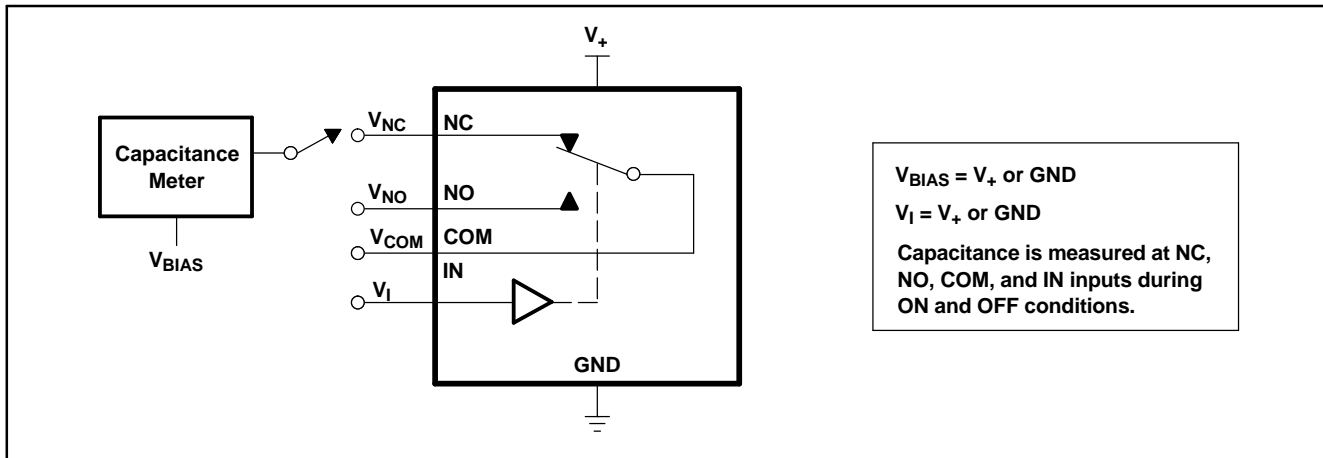 V+
Capacitance
Meter
VBIAS
VNC
NC
VNO
NO
VCOM
COM
IN
VI
GND
VBIAS = V+ or GND
VI = V+ or GND
Capacitance is measured at NC,
NO, COM, and IN inputs during
ON and OFF conditions.